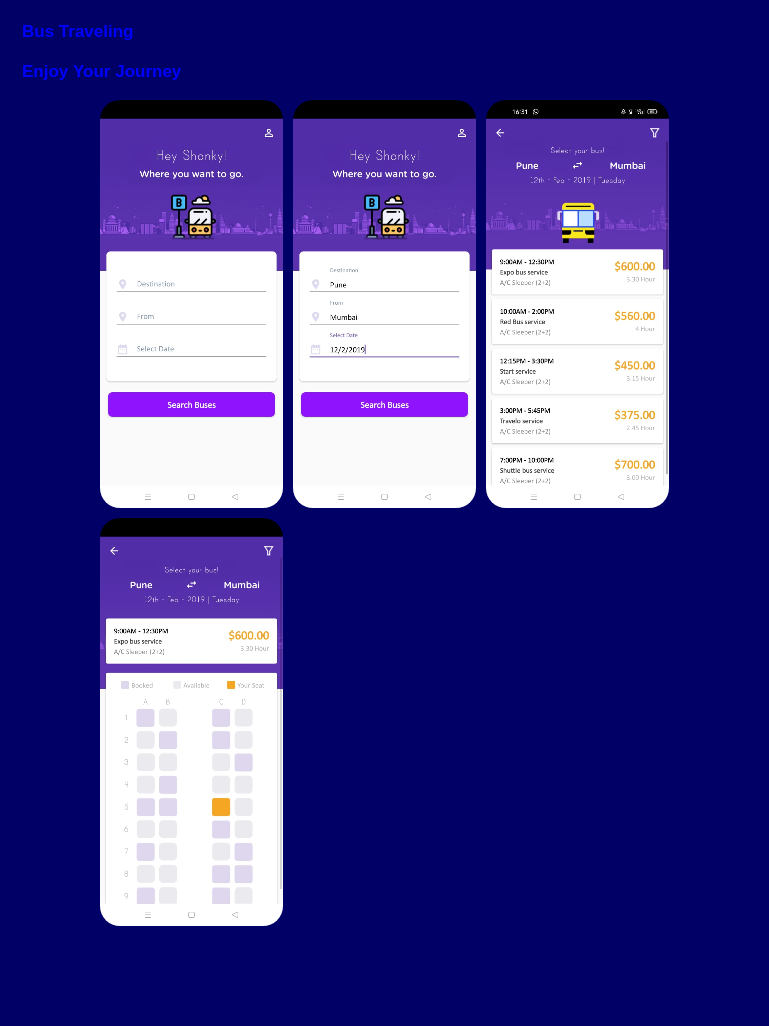 Bus Traveling
Enjoy Your Journey
Hey Shanky!
Where you want to go.
B
Destination
From
Select Date
Search Buses
Hey Shanky!
Where you want to go.
B
Destination
Pune
From
Mumbai
Select Date
12/2/2019
Search Buses
16:31
Select your bus!
Pune Mumbai
12th - Feb - 2019 | Tuesday
9:00AM - 12:30PM
Expo bus service
A/C Sleeper (2+2)
$600.00
3.30 Hour
10:00AM - 2:00PM
Red Bus service
A/C Sleeper (2+2)
$560.00
4 Hour
12:15PM - 3:30PM
Start service
A/C Sleeper (2+2)
$450.00
3.15 Hour
3:00PM - 5:45PM
Travelo service
A/C Sleeper (2+2)
$375.00
2.45 Hour
7:00PM - 10:00PM
Shuttle bus service
A/C Sleeper (2+2)
$700.00
3.00 Hour
Select your bus!
Pune Mumbai
12th - Feb - 2019 | Tuesday
9:00AM - 12:30PM
Expo bus service
A/C Sleeper (2+2)
$600.00
3.30 Hour
Booked Available Your Seat
A B C D
1
2
3
4
5
6
7
8
9